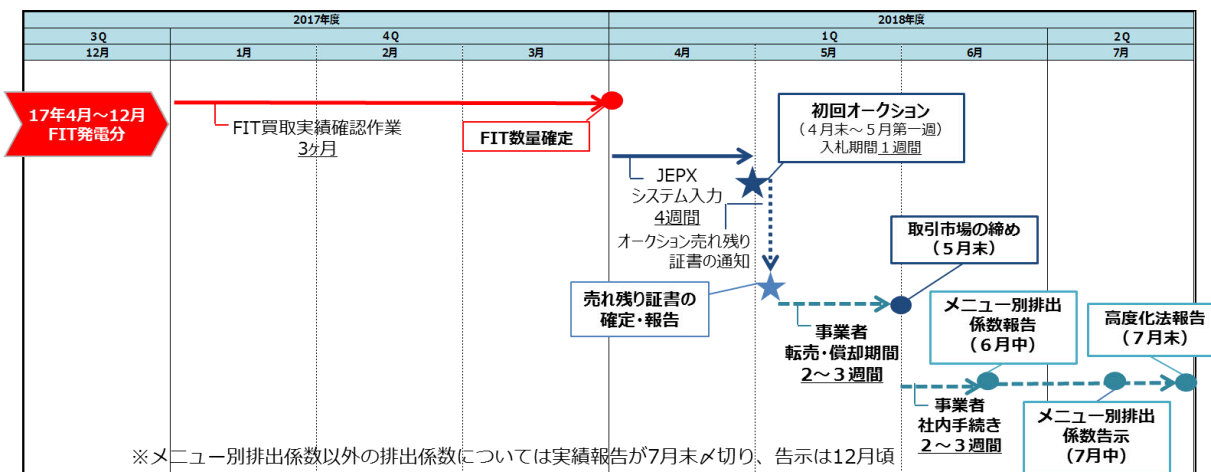 2017年度
2018年度
3Q
4Q
1Q
2Q
12月
1月
2月
3月
4月
5月
6月
7月
17年4月～12月
FIT発電分
FIT買取実績確認作業
3ヶ月
FIT数量確定
初回オークション
（４月末～５月第一週）
入札期間１週間
JEPX
システム入力
4週間
オークション売れ残り
証書の通知
取引市場の締め
（５月末）
売れ残り証書の
確定・報告
事業者
転売・償却期間
2～３週間
メニュー別排出
係数報告
（６月中）
高度化法報告
（７月末）
事業者
社内手続き
2～３週間
メニュー別排出
係数告示
（7月中）
※メニュー別排出係数以外の排出係数については実績報告が7月末〆切り、告示は12月頃